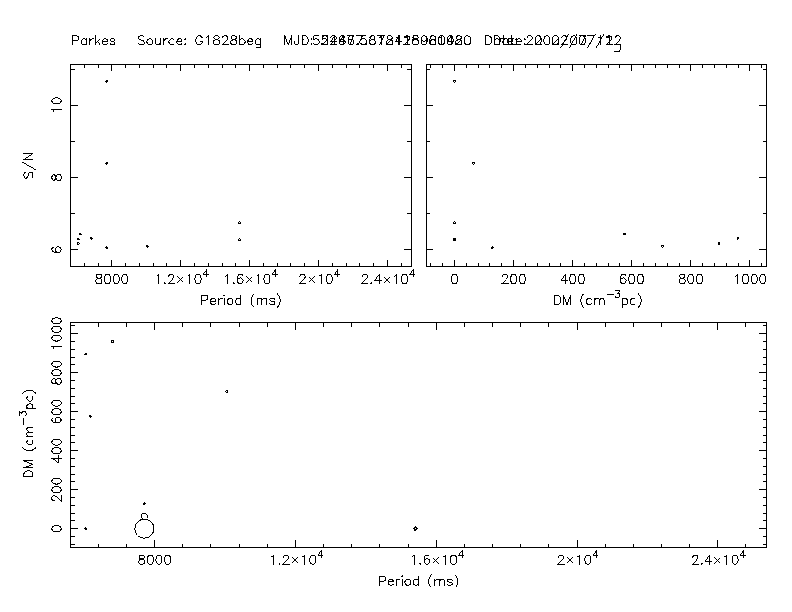 Parkes Source: G1828beg
10
8
6
S/N
8000 1.2×10⁴ 1.6×10⁴ 2×10⁴ 2.4×10⁴
Period (ms)
0 200 400 600 800 1000
DM (cm⁻³pc)
1000
800
600
400
200
0
DM (cm⁻³pc)
8000 1.2×10⁴ 1.6×10⁴ 2×10⁴ 2.4×10⁴
Period (ms)